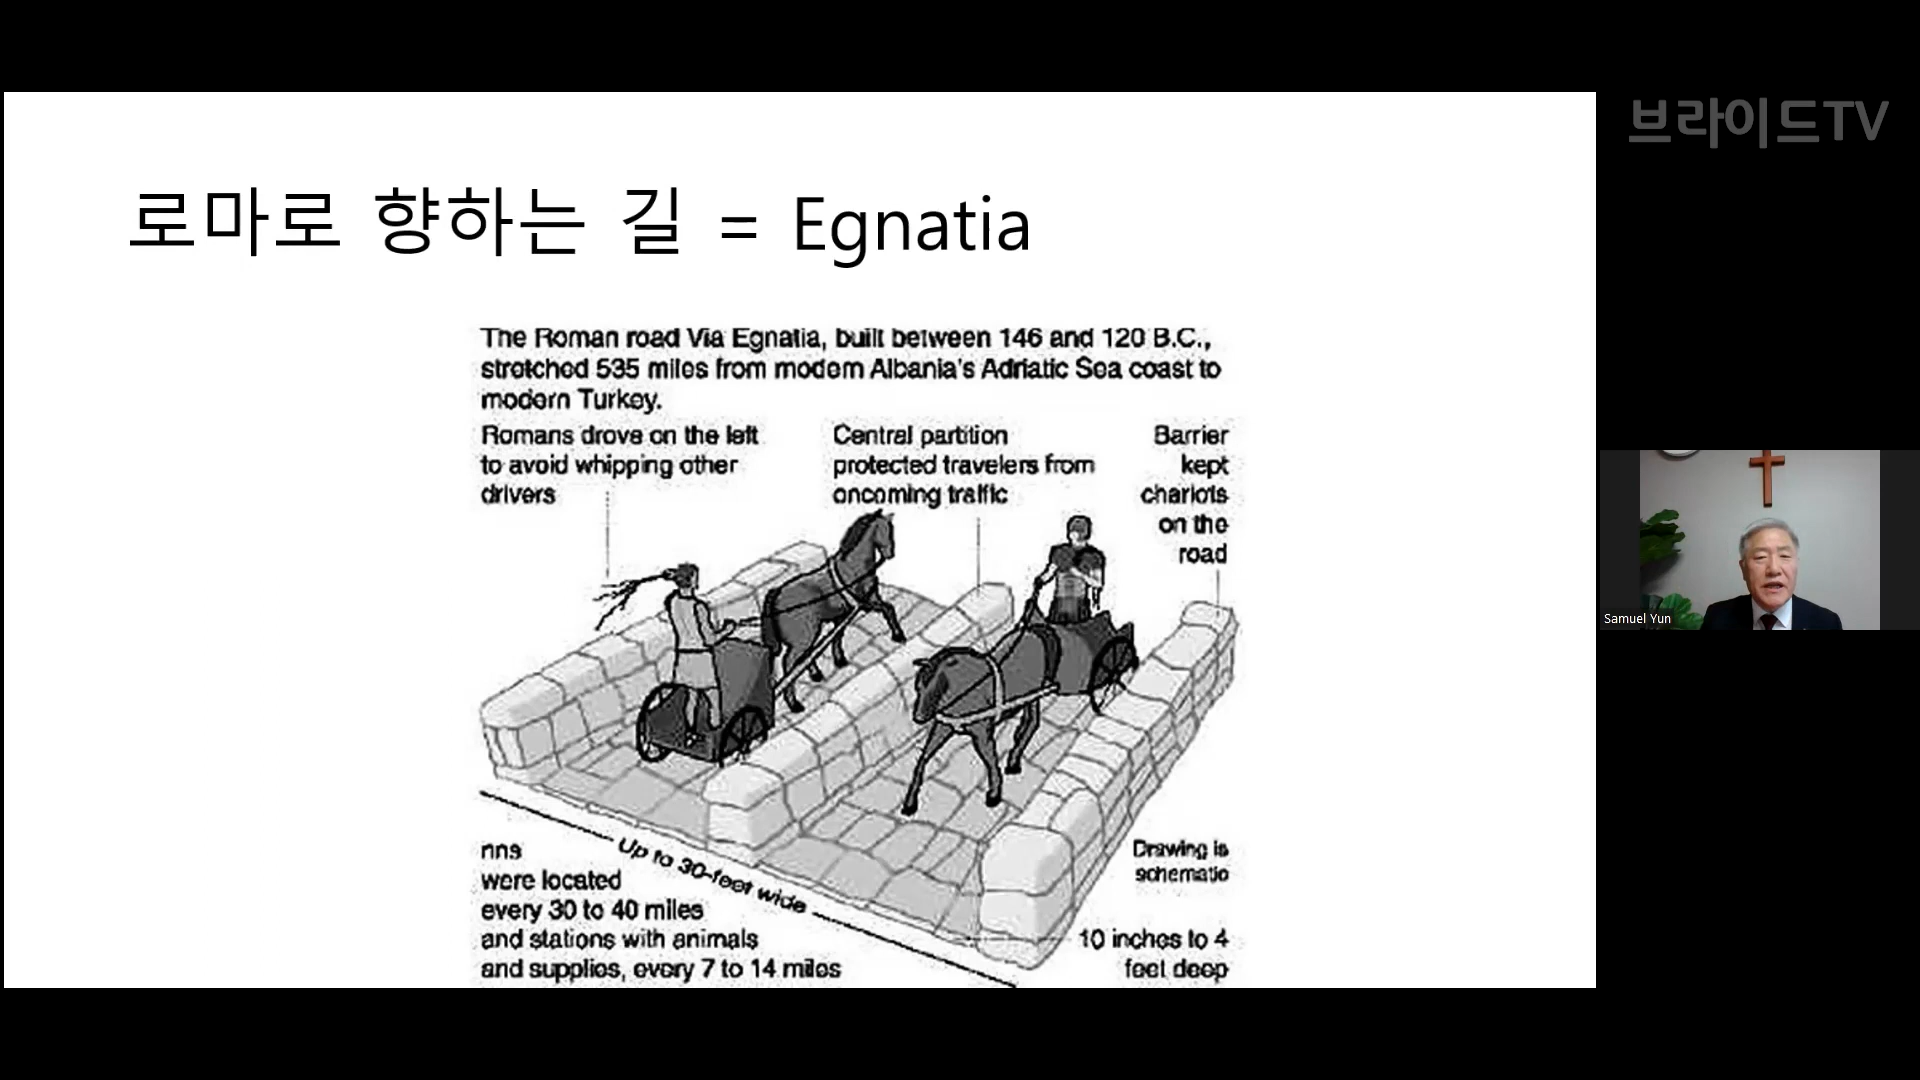 브라이드TV
로마로 향하는 길 = Egnatia
The Roman road Via Egnatia, built between 146 and 120 B.C.,
stretched 535 miles from modern Albania's Adriatic Sea coast to
modern Turkey.
Romans drove on the left
to avoid whipping other
drivers
Central partition
protected travelers from
oncoming traffic
Barrier
kept
chariots
on the
road
Samuel Yun
Up to 30-feet wide
nns
were located
every 30 to 40 miles
and stations with animals
and supplies, every 7 to 14 miles
Drawing is
schematic
10 inches to 4
feet deep